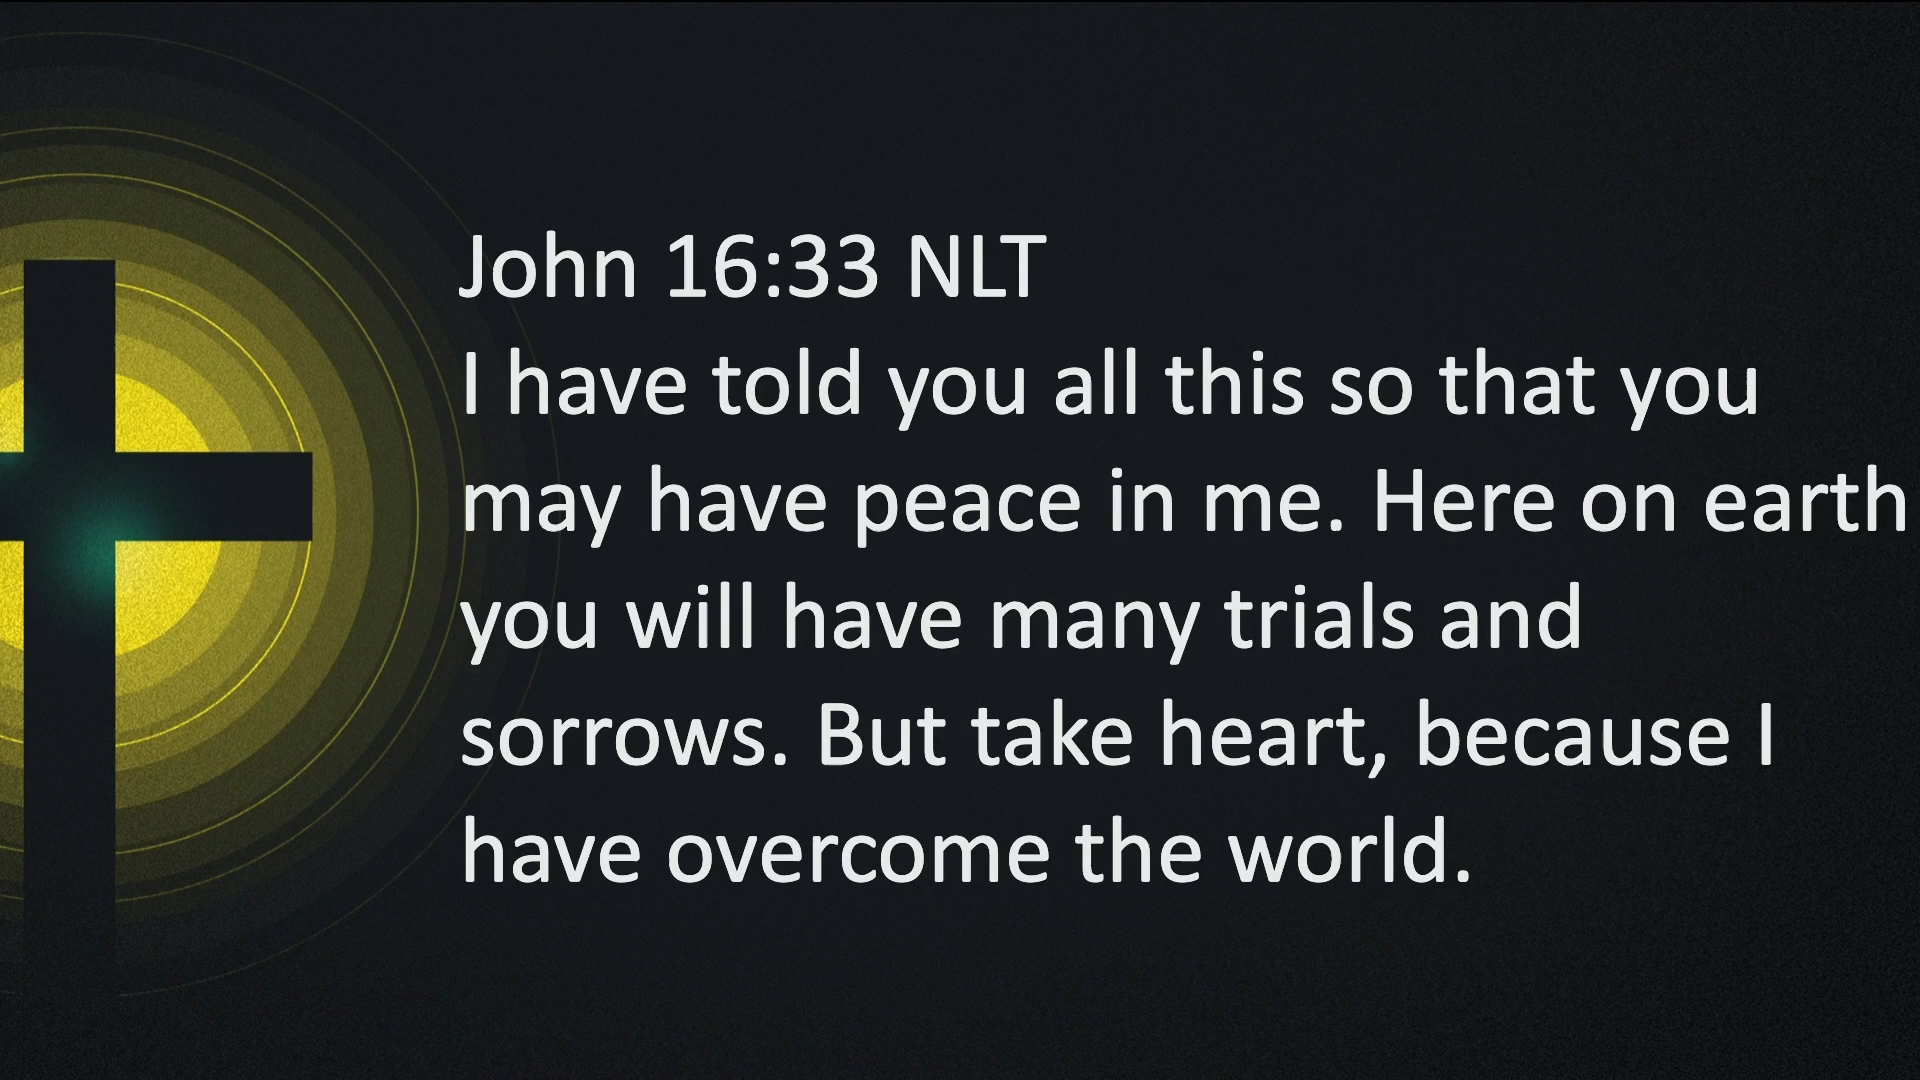 John 16:33 NLT
I have told you all this so that you
may have peace in me. Here on earth
you will have many trials and
sorrows. But take heart, because I
have overcome the world.